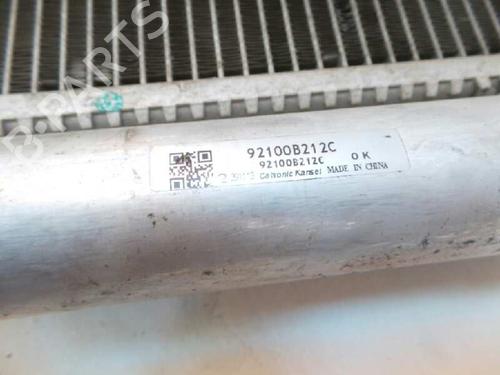 B-PARTS
92100B212C
92100B212C OK
Calsonic Kansei MADE IN CHINA